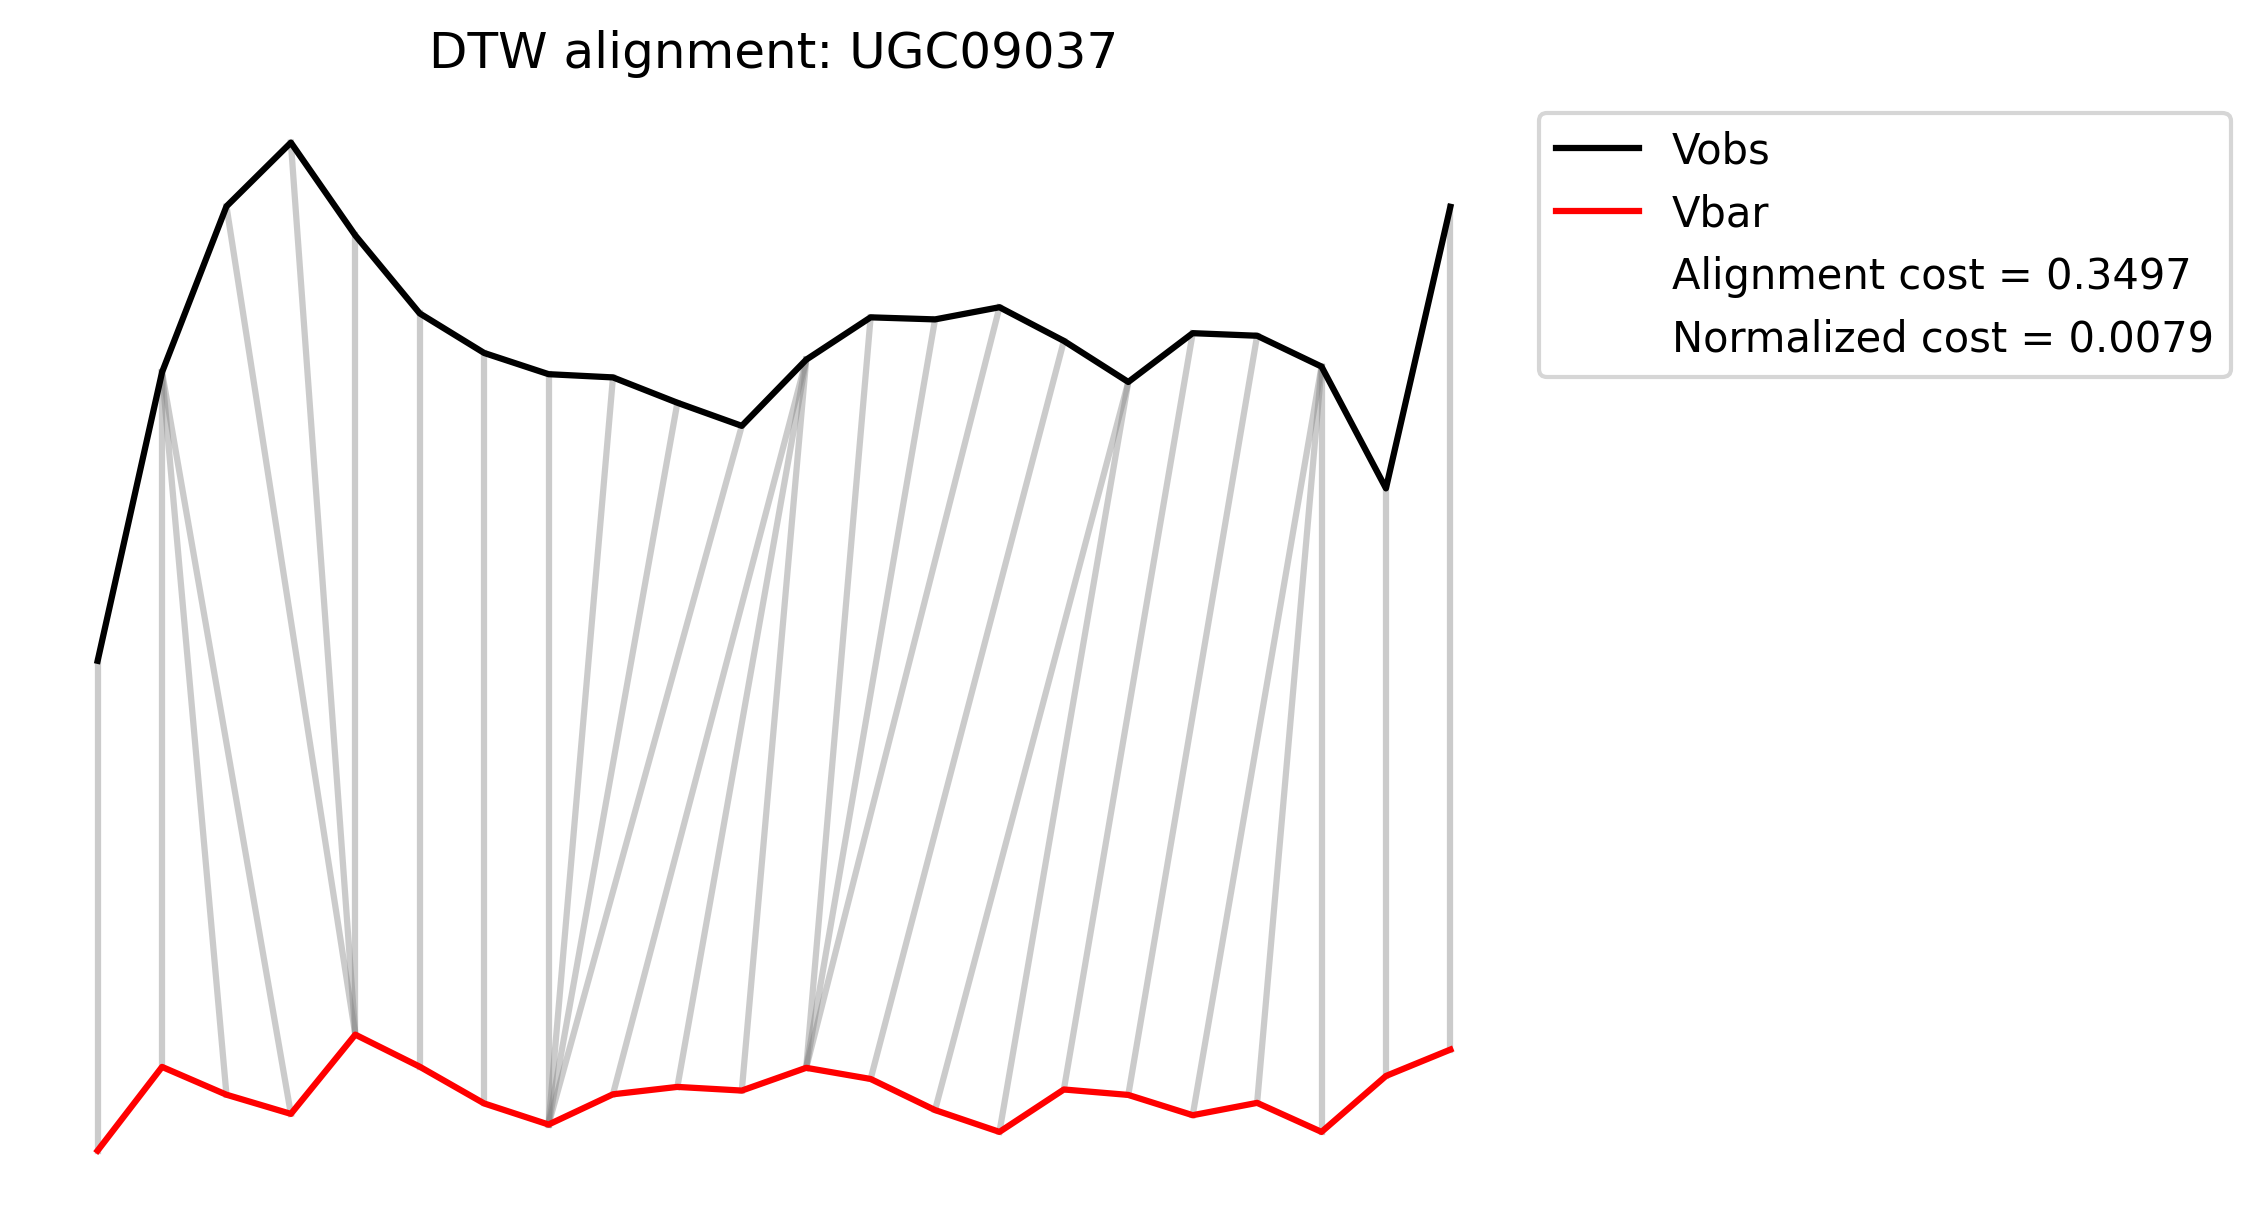 DTW alignment: UGC09037
Vobs
Vbar
Alignment cost = 0.3497
Normalized cost = 0.0079